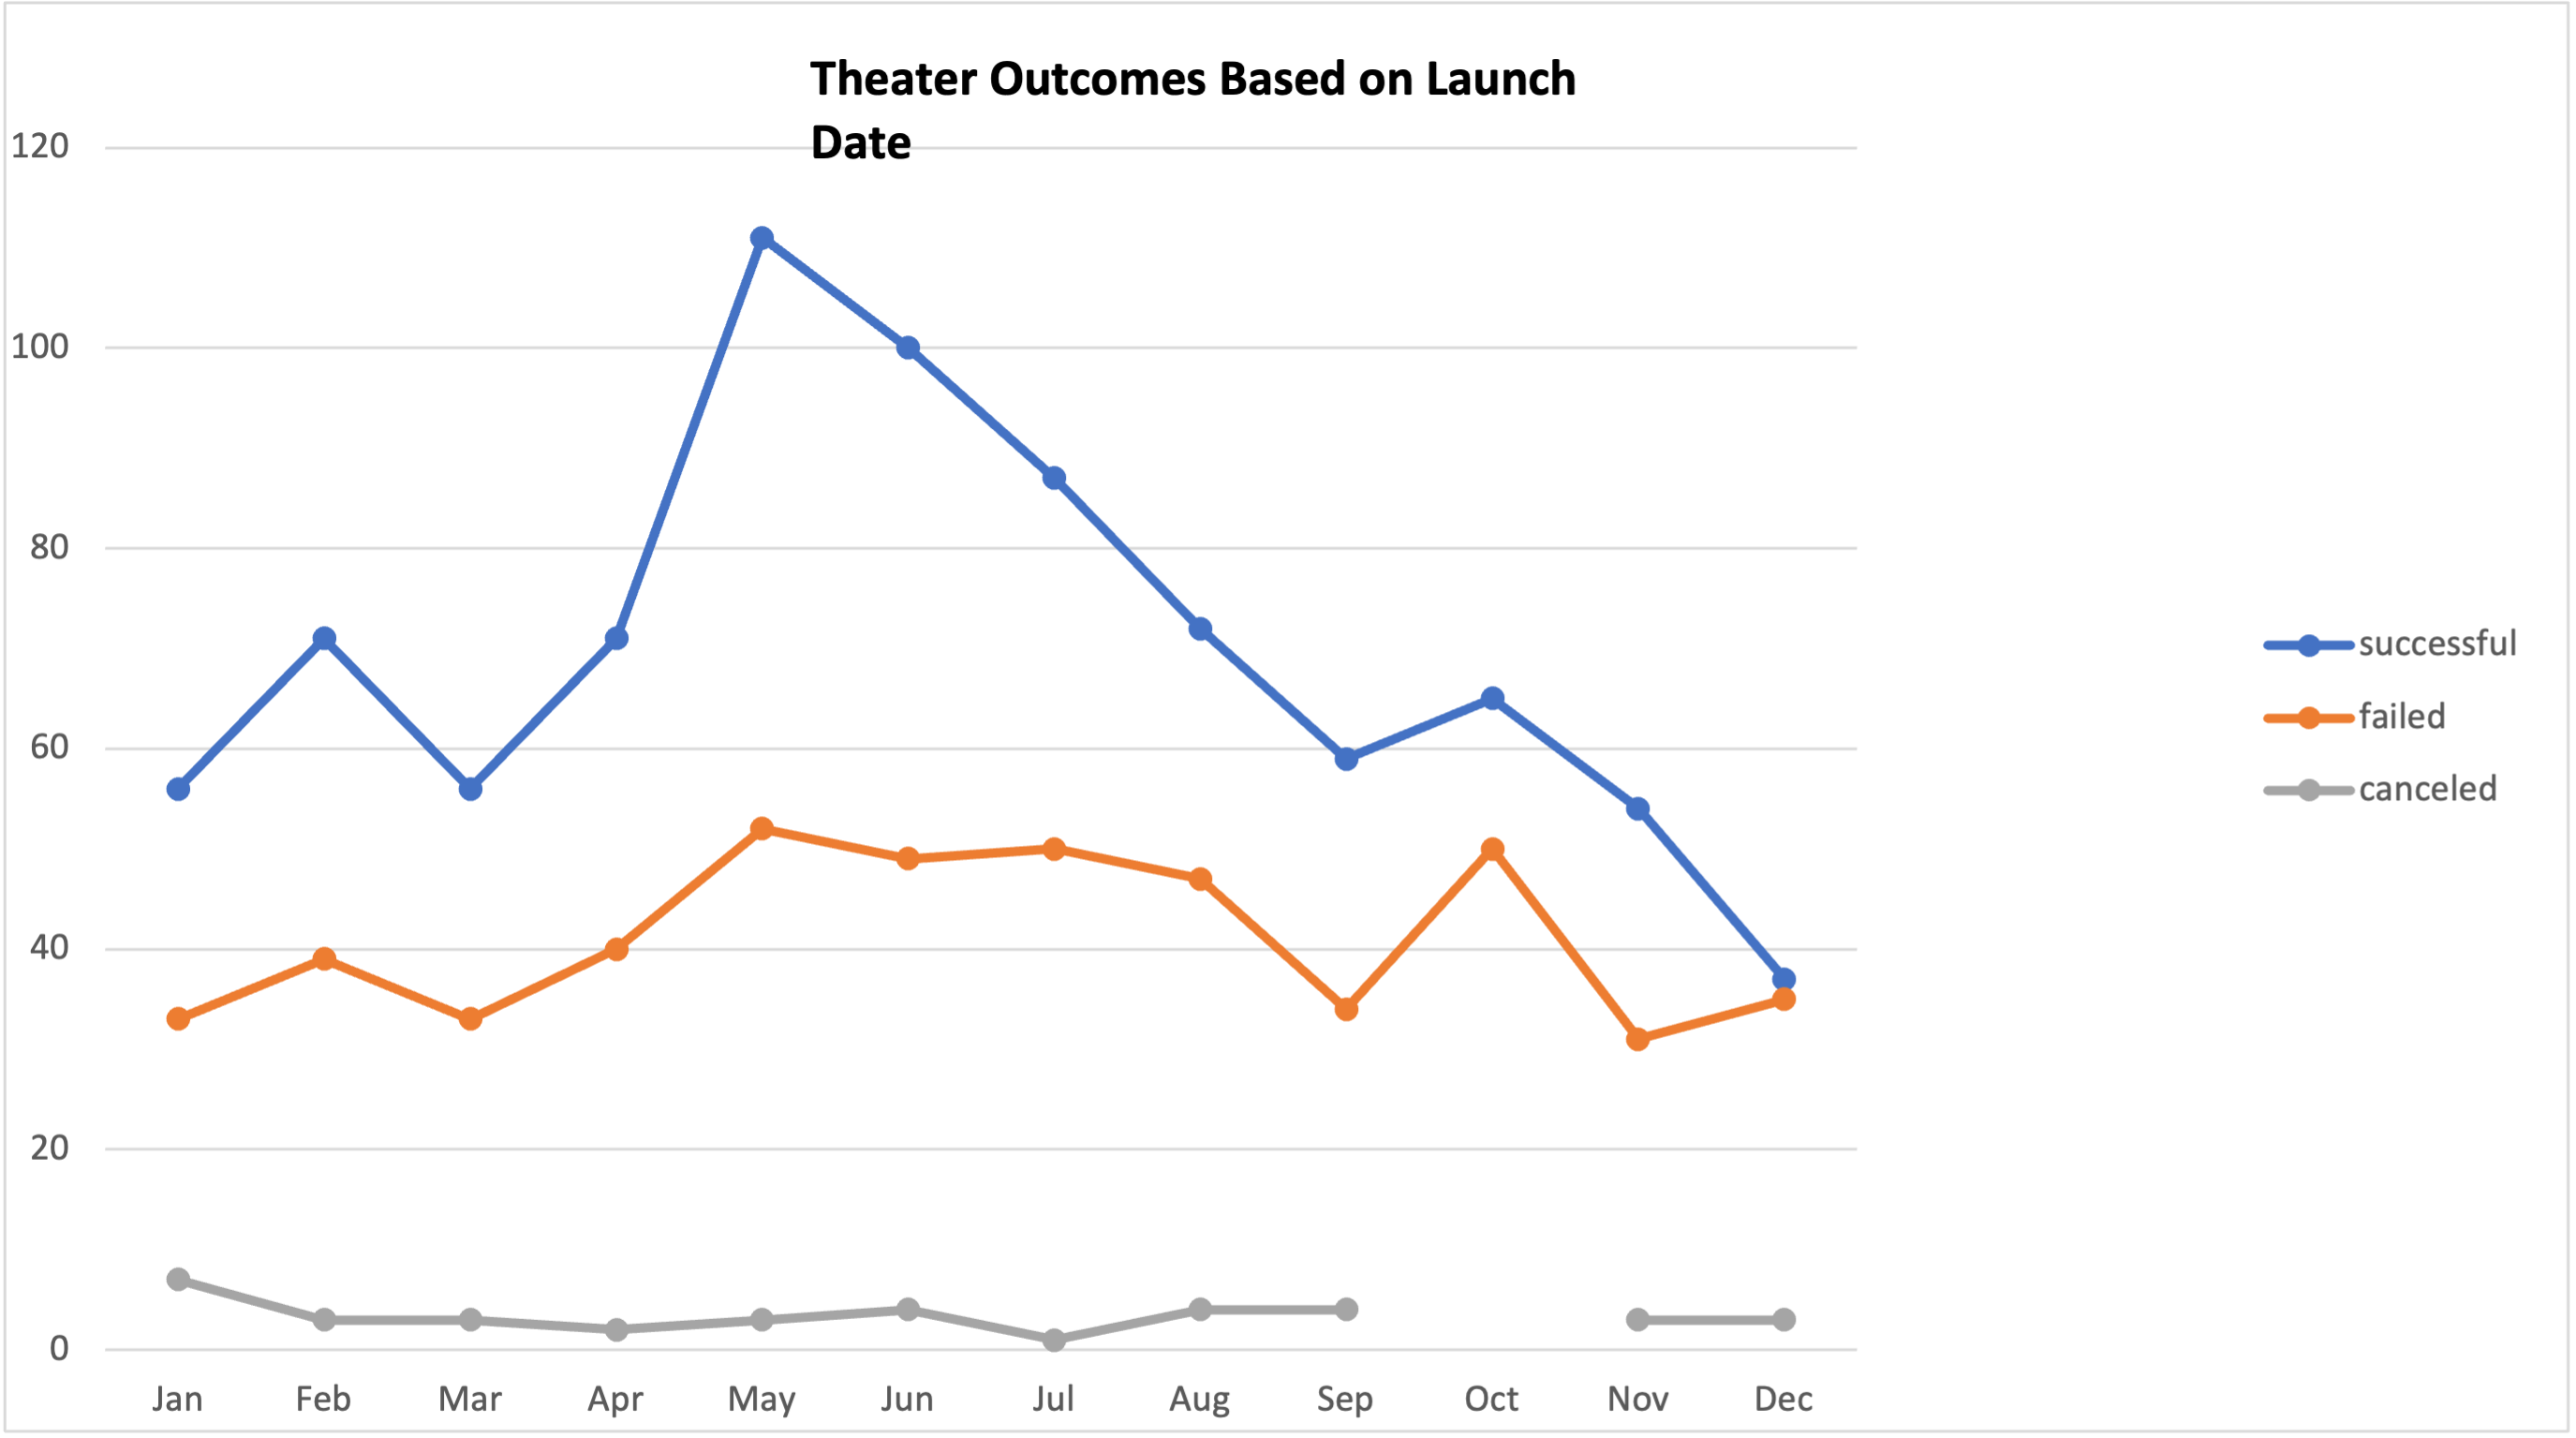 Theater Outcomes Based on Launch
Date
120
100
80
60
40
20
0
Jan Feb Mar Apr May Jun Jul Aug Sep Oct Nov Dec
successful
failed
canceled